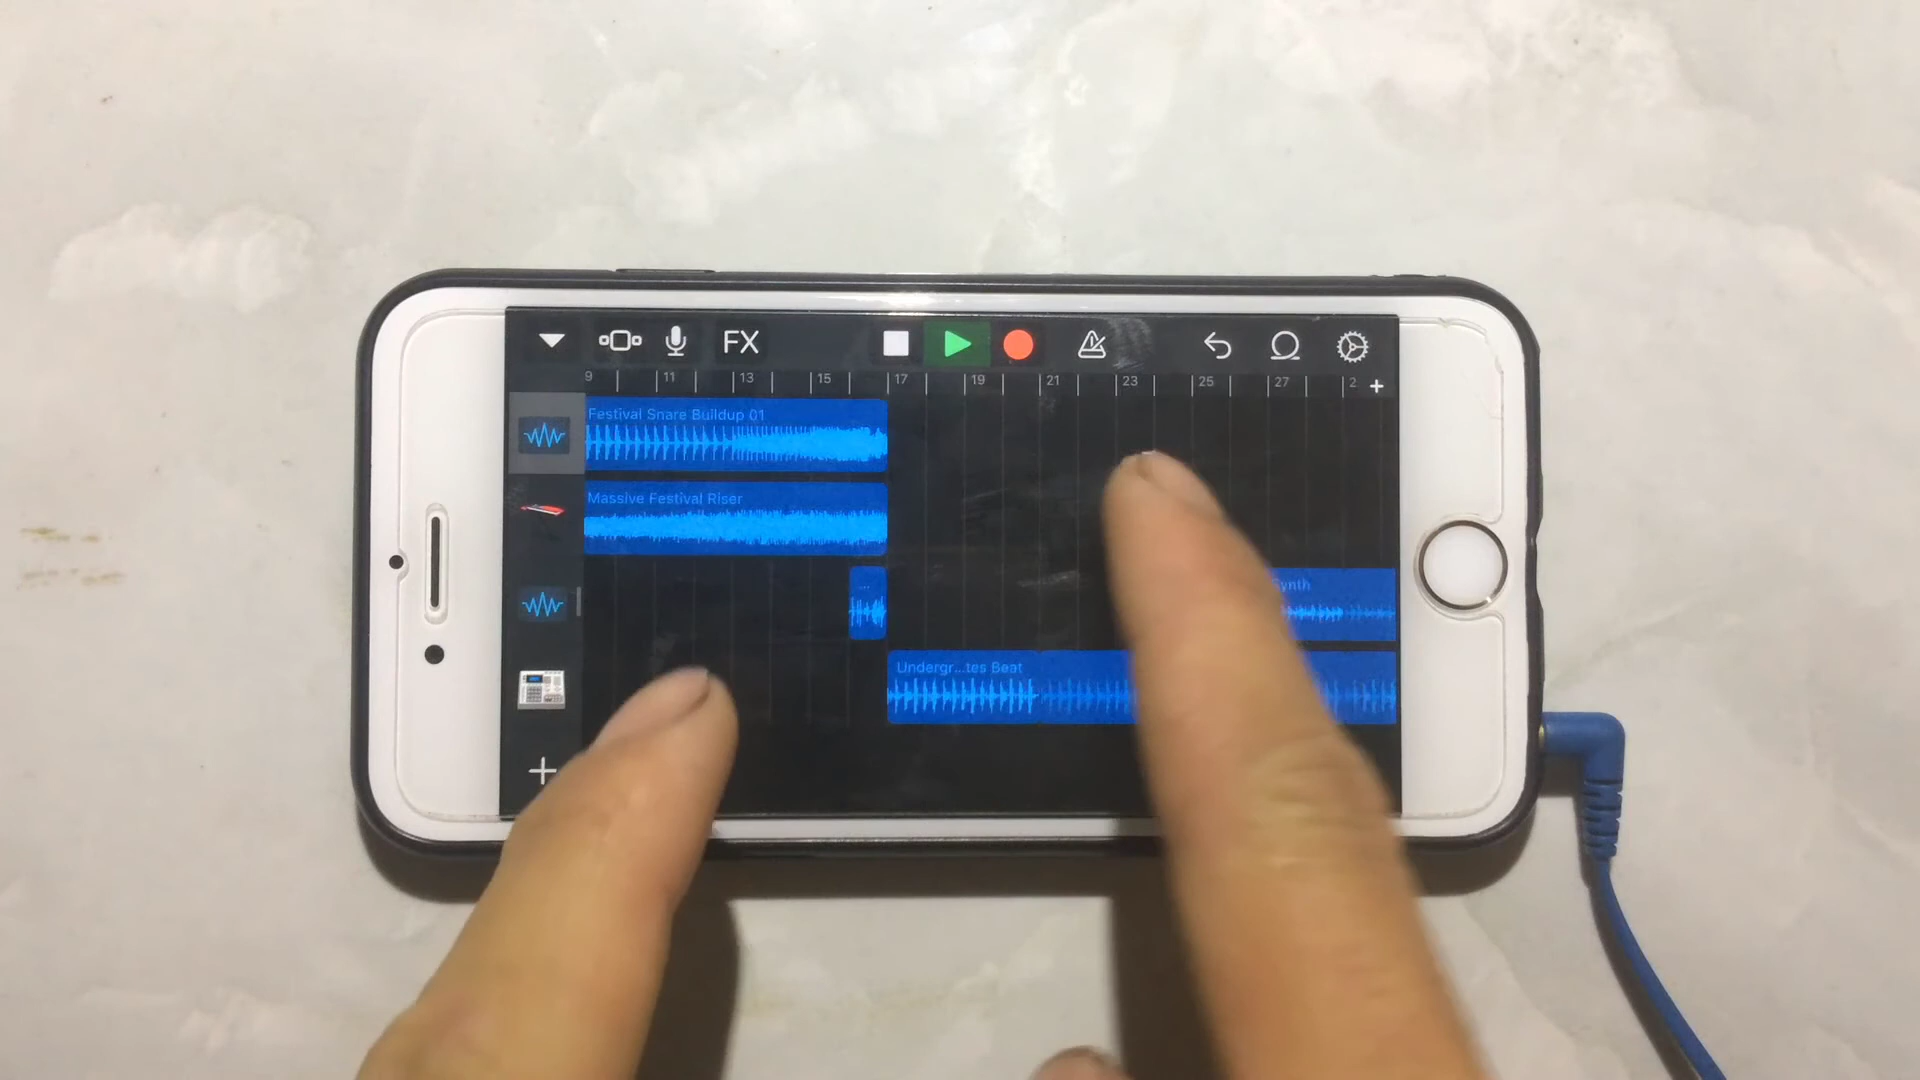 FX
9 11 13 15 17 19 21 23 25 27 2
Festival Snare Buildup 01
Massive Festival Riser
...
Synth
Undergr...tes Beat